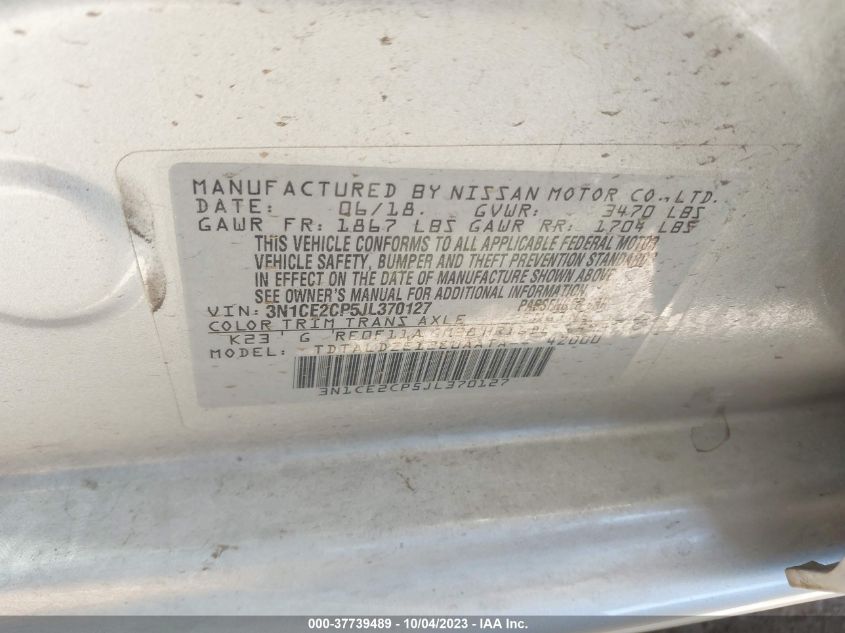 MANUFACTURED BY NISSAN MOTOR CO.,LTD.
DATE: 06/18. GVWR: 3470 LBS
GAWR FR: 1867 LBS GAWR RR: 1704 LBS
THIS VEHICLE CONFORMS TO ALL APPLICABLE FEDERAL MOTOR
VEHICLE SAFETY, BUMPER AND THEFT PREVENTION STANDARDS
IN EFFECT ON THE DATE OF MANUFACTURE SHOWN ABOVE.
SEE OWNER'S MANUAL FOR ADDITIONAL INFORMATION.
VIN: 3N1CE2CP5JL370127
COLOR TRIM TRANS AXLE
K23 G RE0F11A
MODEL: 42000
3N1CE2CP5JL370127
000-37739489 - 10/04/2023 - IAA Inc.